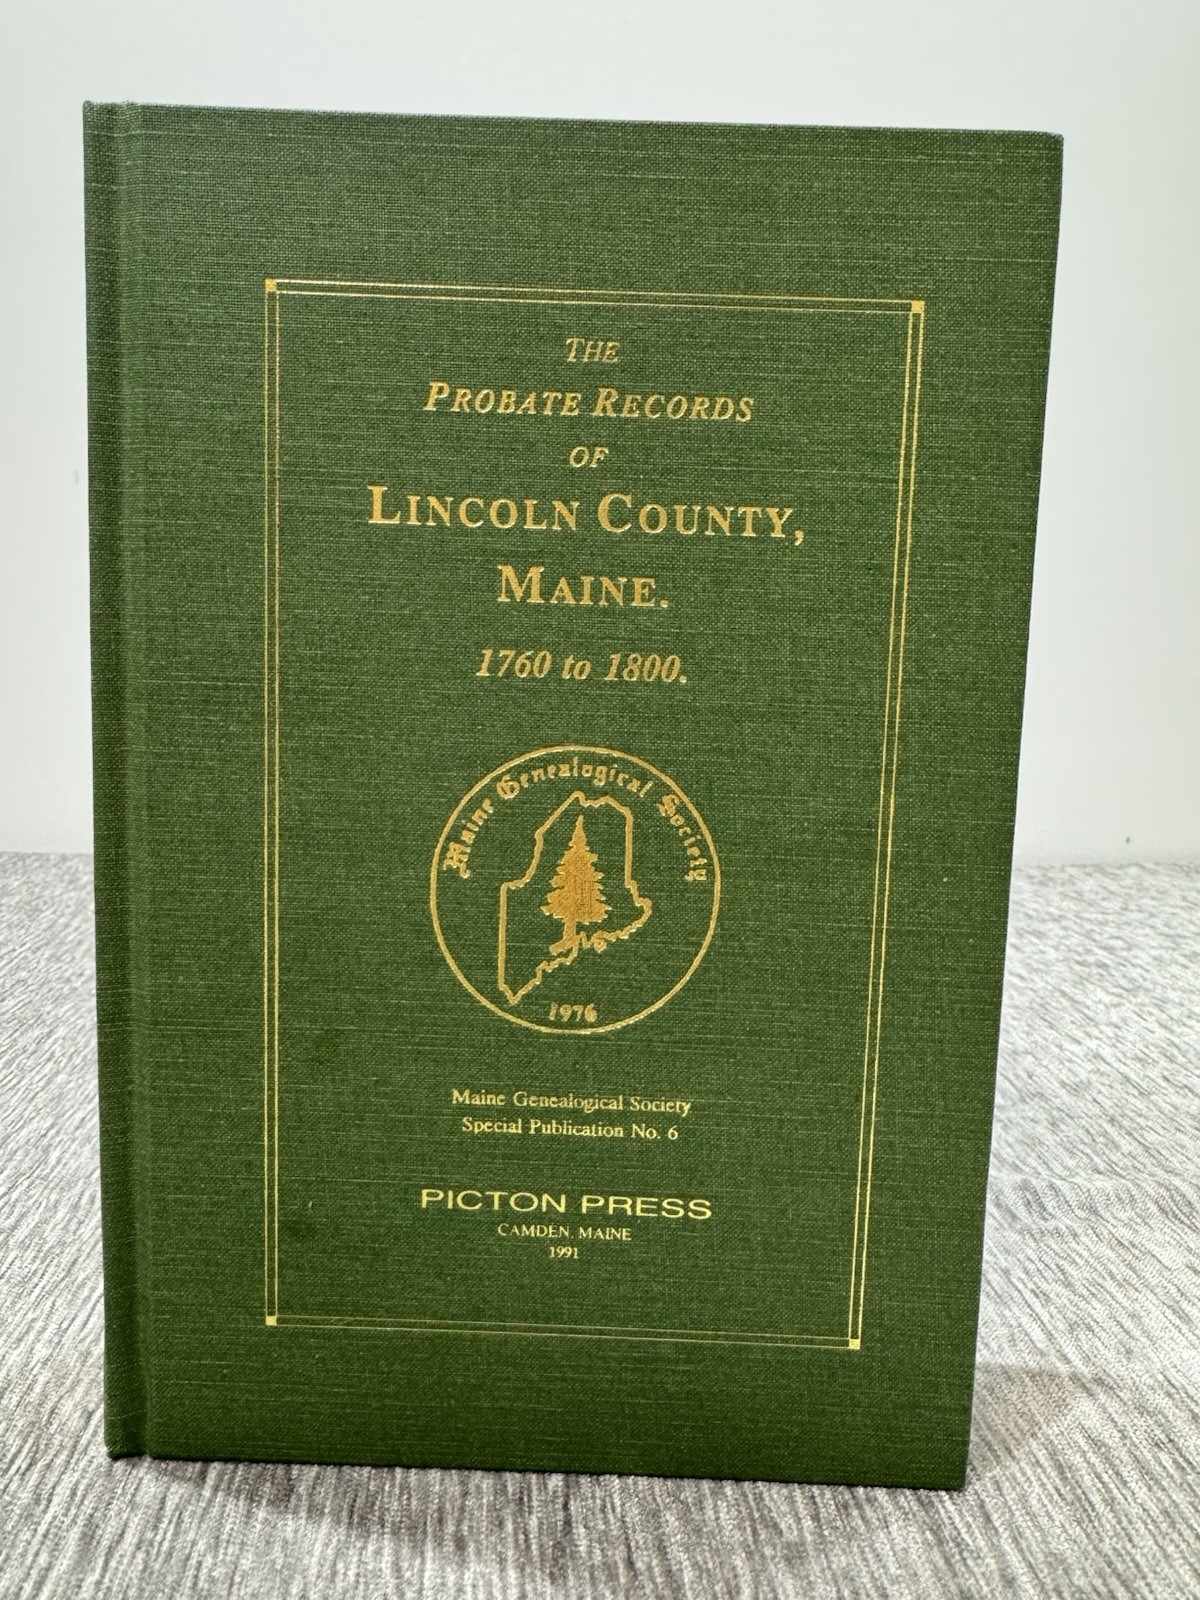 THE
PROBATE RECORDS
OF
LINCOLN COUNTY,
MAINE.
1760 to 1800.
Maine Genealogical Society
1976
Maine Genealogical Society
Special Publication No. 6
PICTON PRESS
CAMDEN, MAINE
1991